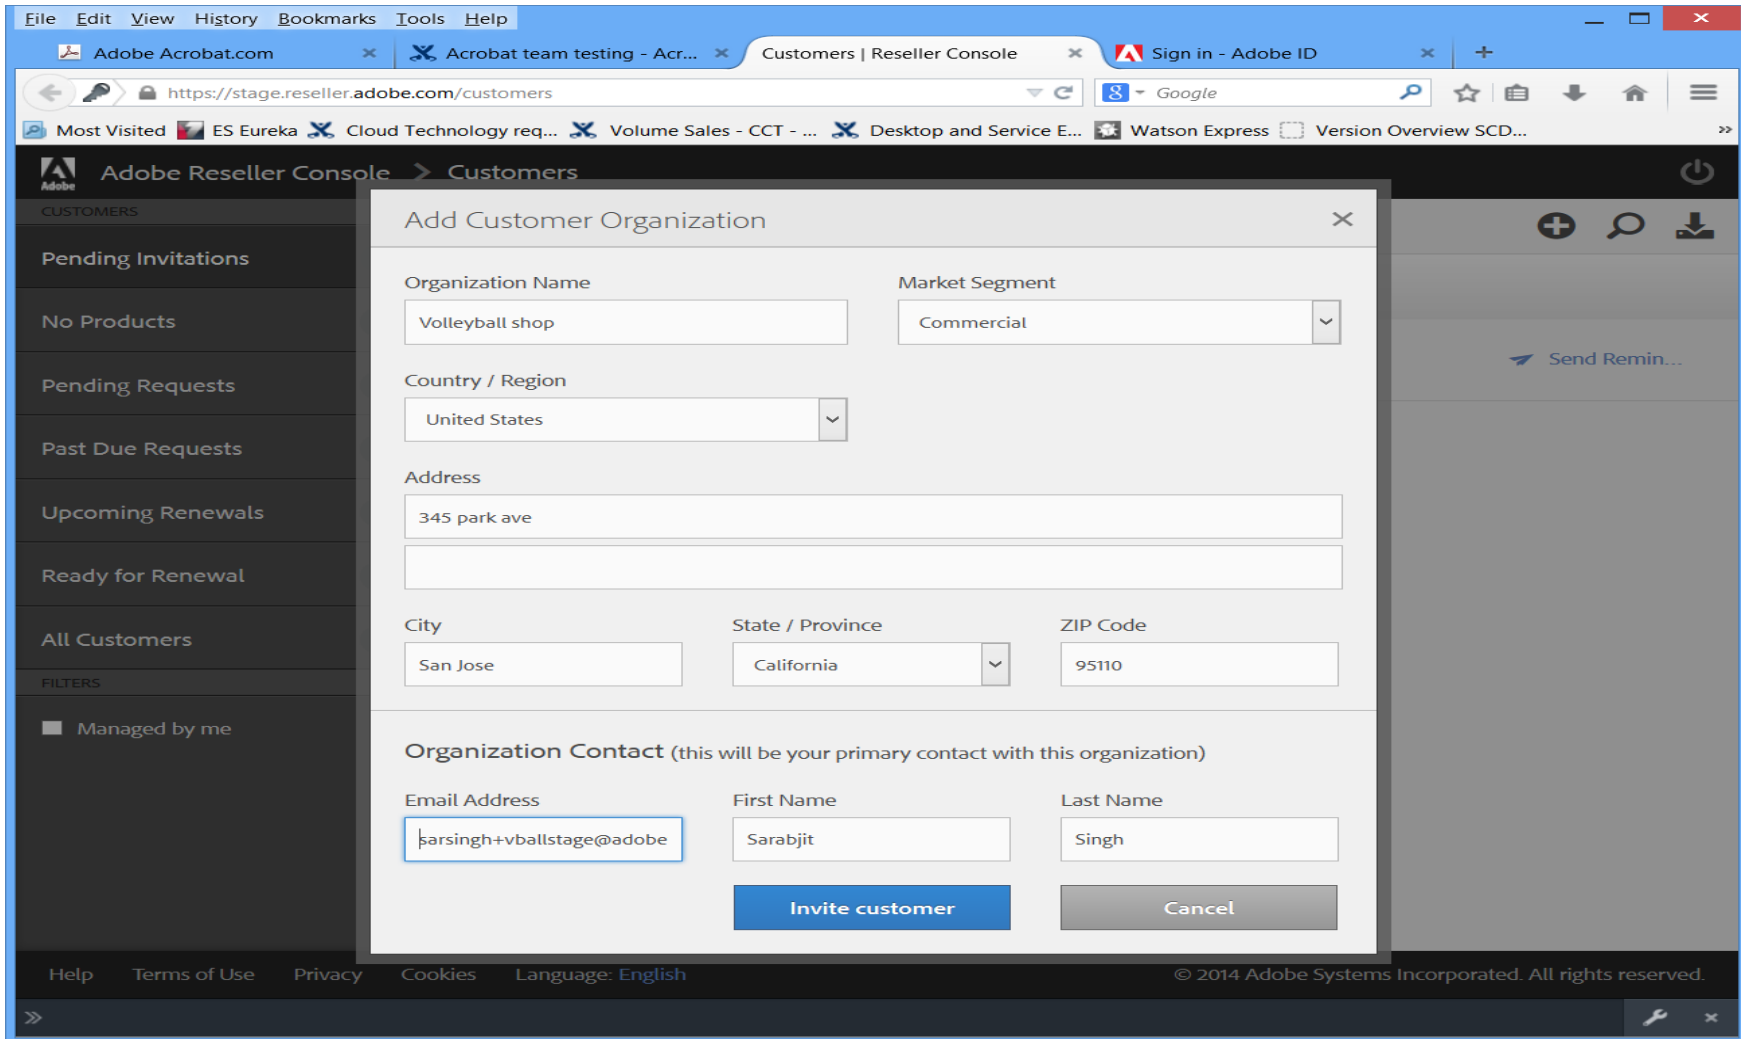 File Edit View History Bookmarks Tools Help
Adobe Acrobat.com
Acrobat team testing - Acr...
Customers | Reseller Console
Sign in - Adobe ID
https://stage.reseller.adobe.com/customers
8 Google
Most Visited ES Eureka Cloud Technology req... Volume Sales - CCT - ... Desktop and Service E... Watson Express Version Overview SCD...
Adobe
Adobe Reseller Console > Customers
CUSTOMERS
Pending Invitations
No Products
Pending Requests
Past Due Requests
Upcoming Renewals
Ready for Renewal
All Customers
FILTERS
Managed by me
Add Customer Organization
Organization Name
Volleyball shop
Market Segment
Commercial
Country / Region
United States
Address
345 park ave
City
San Jose
State / Province
California
ZIP Code
95110
Organization Contact (this will be your primary contact with this organization)
Email Address
sarsingh+vballstage@adobe
First Name
Sarabjit
Last Name
Singh
Invite customer
Cancel
Send Remin...
Help Terms of Use Privacy Cookies Language: English
© 2014 Adobe Systems Incorporated. All rights reserved.